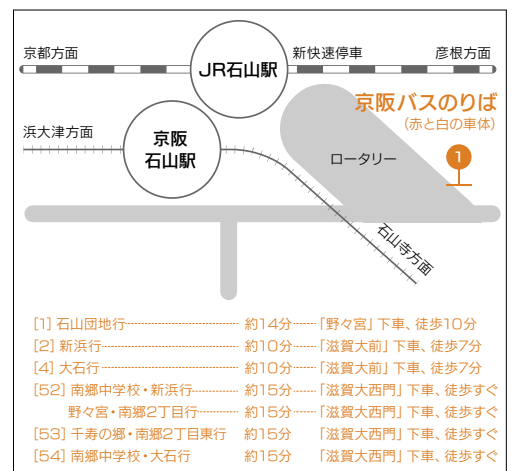 京都方面
JR石山駅
新快速停車
彦根方面
京阪バスのりば
(赤と白の車体)
浜大津方面
京阪
石山駅
ロータリー
1
石山寺方面
[1] 石山団地行 約14分 「野々宮」下車、徒歩10分
[2] 新浜行 約10分 「滋賀大前」下車、徒歩7分
[4] 大石行 約10分 「滋賀大前」下車、徒歩7分
[52] 南郷中学校・新浜行 約15分 「滋賀大西門」下車、徒歩すぐ
野々宮・南郷2丁目行 約15分 「滋賀大西門」下車、徒歩すぐ
[53] 千寿の郷・南郷2丁目東行 約15分 「滋賀大西門」下車、徒歩すぐ
[54] 南郷中学校・大石行 約15分 「滋賀大西門」下車、徒歩すぐ